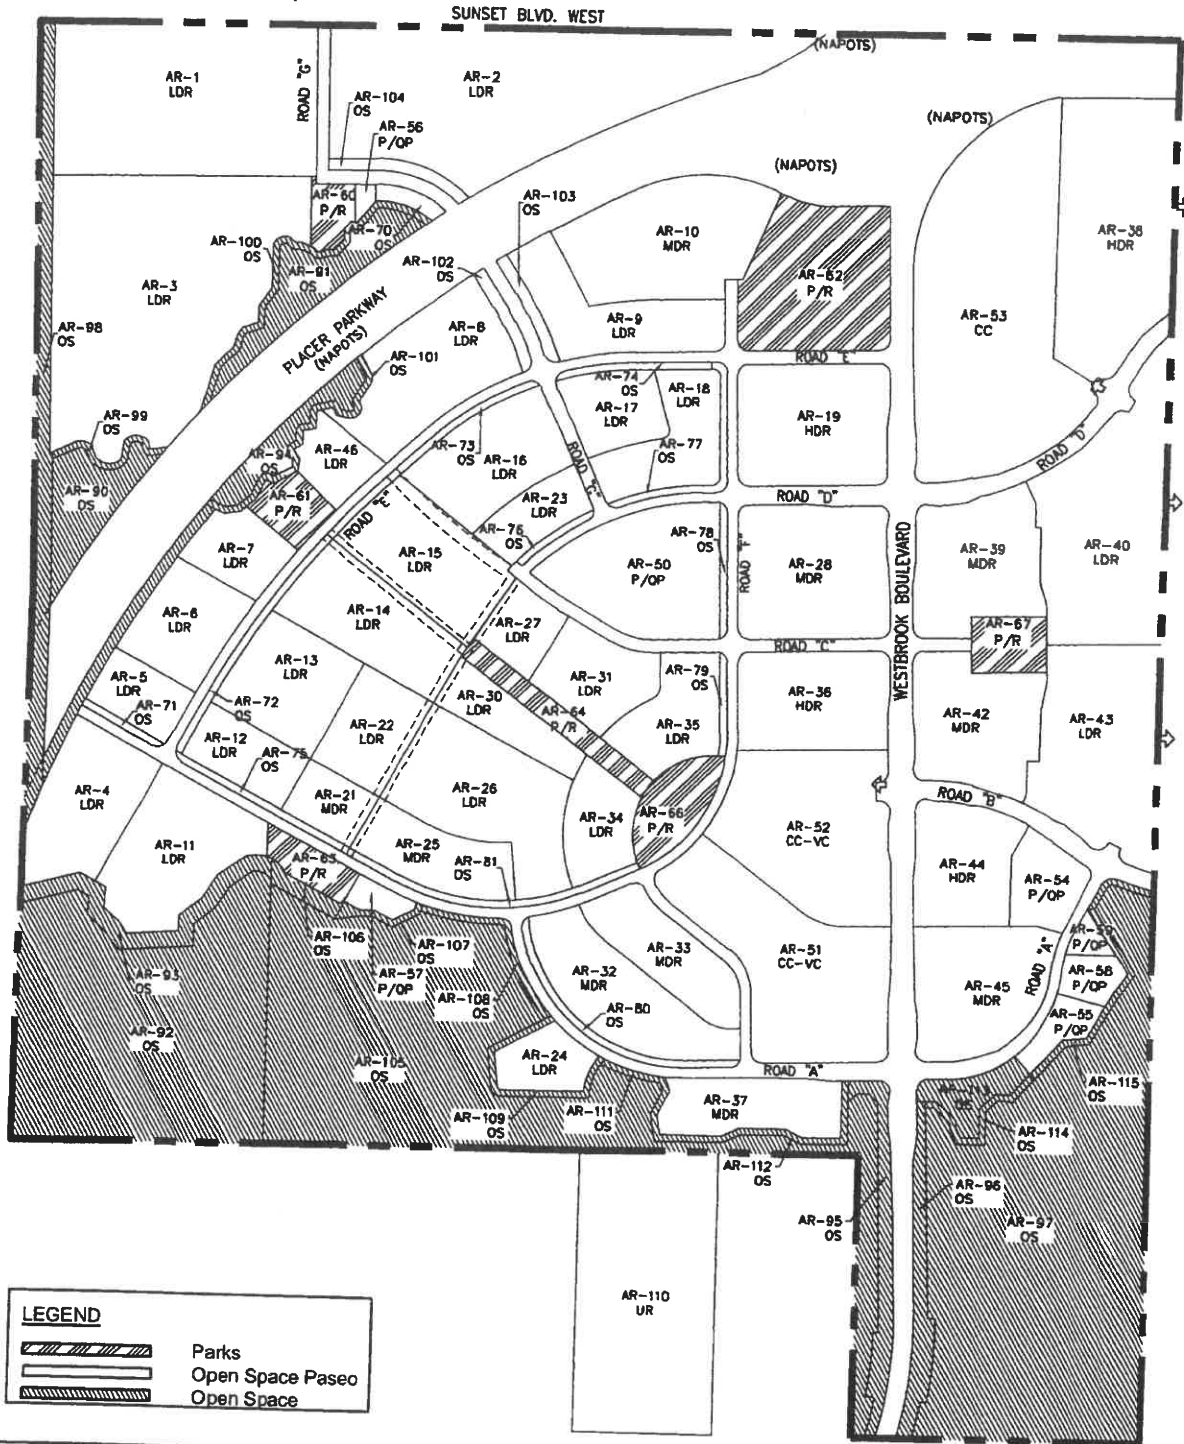 SUNSET BLVD. WEST
(NAPOTS)
AR-1
LDR
ROAD "G"
AR-2
LDR
AR-104
OS
AR-56
P/QP
(NAPOTS)
(NAPOTS)
AR-60
P/R
AR-103
OS
AR-70
OS
AR-10
MDR
AR-38
HDR
AR-100
OS
AR-91
OS
AR-102
OS
AR-62
P/R
AR-3
LDR
PLACER PARKWAY
(NAPOTS)
AR-98
OS
AR-8
LDR
AR-9
LDR
AR-53
CC
ROAD "E"
AR-101
OS
AR-74
OS
AR-18
LDR
AR-17
LDR
AR-19
HDR
AR-99
OS
AR-73
OS
AR-16
LDR
AR-77
OS
ROAD "D"
AR-46
LDR
AR-94
OS
ROAD "C"
AR-90
OS
AR-61
P/R
ROAD "E"
AR-23
LDR
ROAD "D"
AR-76
OS
AR-78
OS
AR-7
LDR
AR-15
LDR
AR-50
P/QP
ROAD "F"
AR-28
MDR
WESTBROOK BOULEVARD
AR-39
MDR
AR-40
LDR
AR-6
LDR
AR-14
LDR
AR-27
LDR
AR-67
P/R
ROAD "C"
AR-13
LDR
AR-5
LDR
AR-71
OS
AR-72
OS
AR-30
LDR
AR-31
LDR
AR-79
OS
AR-36
HDR
AR-64
P/R
AR-22
LDR
AR-35
LDR
AR-42
MDR
AR-43
LDR
AR-12
LDR
AR-75
OS
AR-4
LDR
AR-21
MDR
AR-26
LDR
ROAD "B"
AR-34
LDR
AR-66
P/R
AR-52
CC-VC
AR-11
LDR
AR-25
MDR
AR-65
P/R
AR-81
OS
AR-44
HDR
AR-54
P/QP
AR-106
OS
AR-107
OS
AR-33
MDR
AR-51
CC-VC
AR-59
P/QP
ROAD "A"
AR-93
OS
AR-57
P/QP
AR-32
MDR
AR-58
P/QP
AR-108
OS
AR-45
MDR
AR-80
OS
AR-55
P/QP
AR-92
OS
AR-105
OS
AR-24
LDR
ROAD "A"
AR-115
OS
AR-109
OS
AR-111
OS
AR-37
MDR
AR-114
OS
AR-112
OS
AR-96
OS
AR-95
OS
AR-97
OS
AR-110
UR
LEGEND
Parks
Open Space Paseo
Open Space